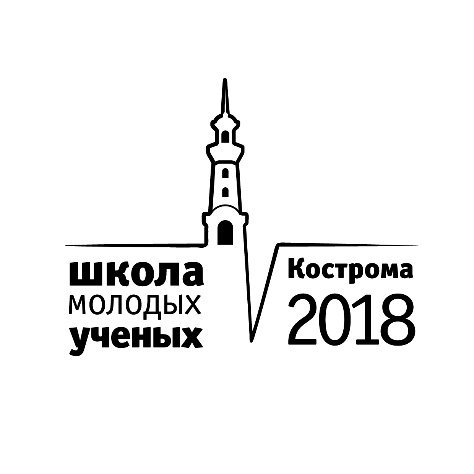 школа
молодых
ученых
Кострома
2018